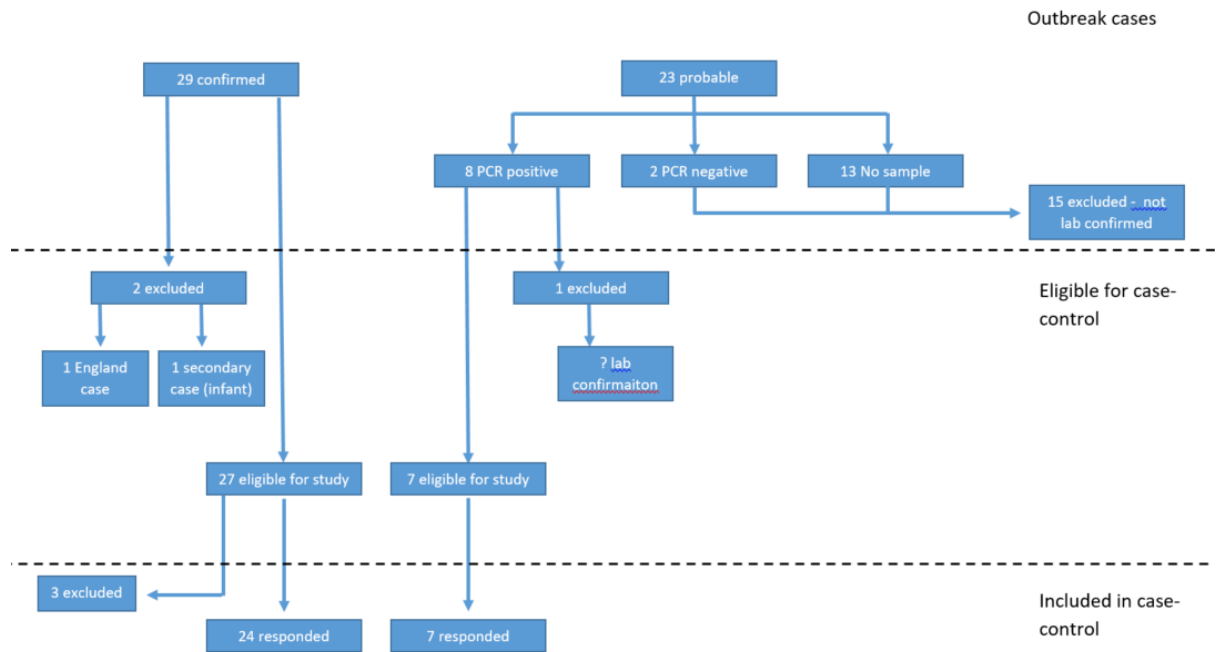 Outbreak cases
29 confirmed
23 probable
8 PCR positive
2 PCR negative
13 No sample
15 excluded - not
lab confirmed
Eligible for case-
control
2 excluded
1 excluded
1 England
case
1 secondary
case (infant)
? lab
confirmaiton
27 eligible for study
7 eligible for study
3 excluded
Included in case-
control
24 responded
7 responded